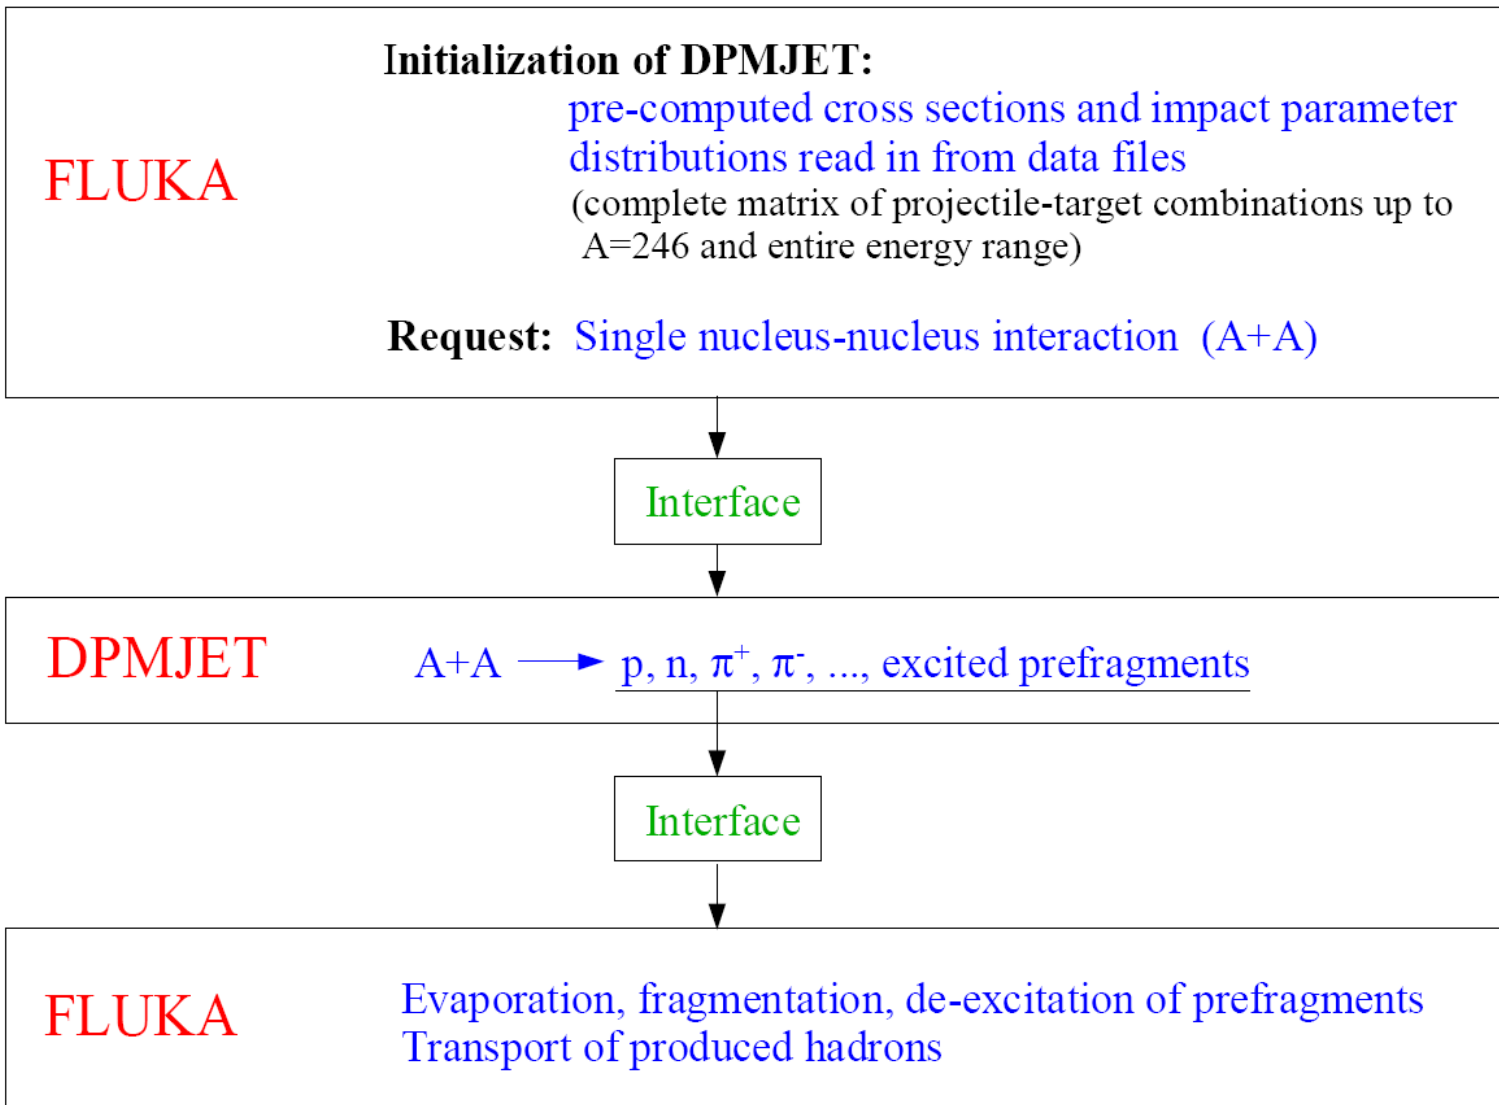 FLUKA
Initialization of DPMJET:
pre-computed cross sections and impact parameter
distributions read in from data files
(complete matrix of projectile-target combinations up to
A=246 and entire energy range)
Request: Single nucleus-nucleus interaction (A+A)
Interface
DPMJET
A+A → p, n, π⁺, π⁻, ..., excited prefragments
Interface
FLUKA
Evaporation, fragmentation, de-excitation of prefragments
Transport of produced hadrons